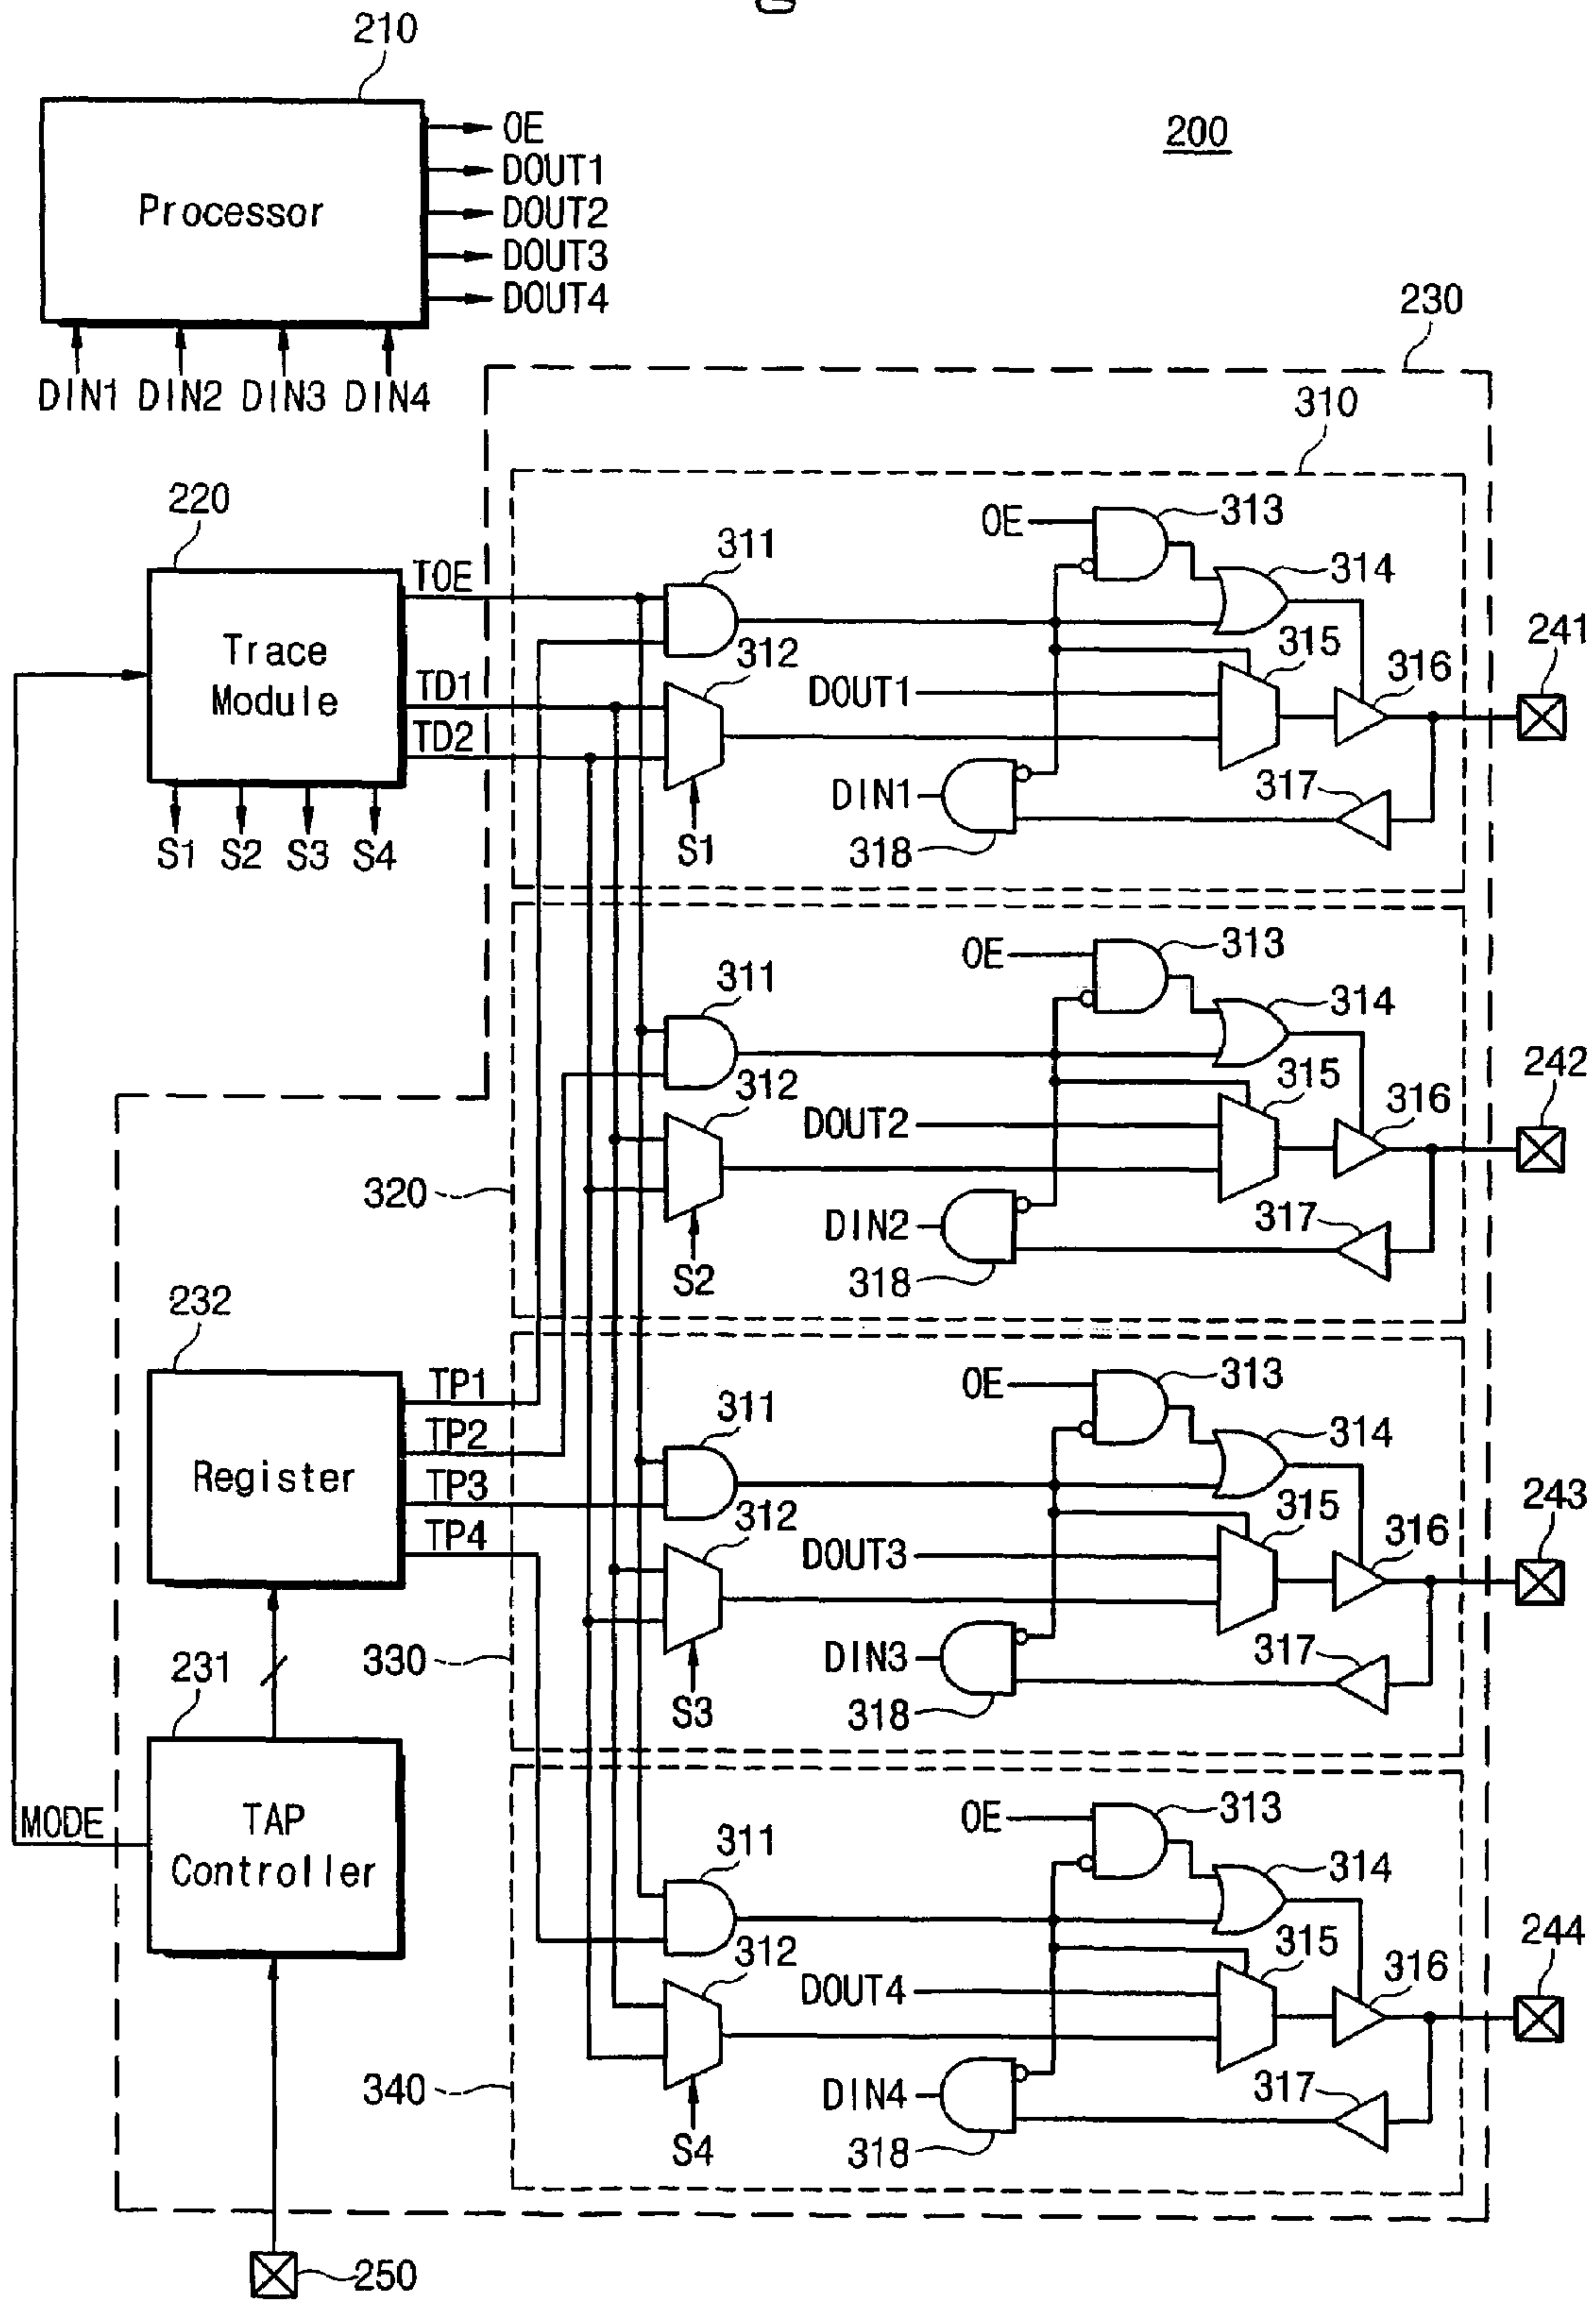 210
OE
200
DOUT1
Processor
DOUT2
DOUT3
DOUT4
230
DIN1 DIN2 DIN3 DIN4
310
220
OE
313
311
TOE
314
241
Trace
Module
312
315
TD1
DOUT1
316
TD2
317
DIN1
S1 S2 S3 S4
S1
318
OE
313
311
314
242
312
315
DOUT2
316
320
DIN2
317
S2
318
232
OE
313
TP1
311
TP2
314
Register
TP3
243
312
315
TP4
DOUT3
316
231
330
DIN3
317
S3
318
MODE
TAP
Controller
OE
313
311
314
244
312
315
DOUT4
316
340
DIN4
317
S4
318
250